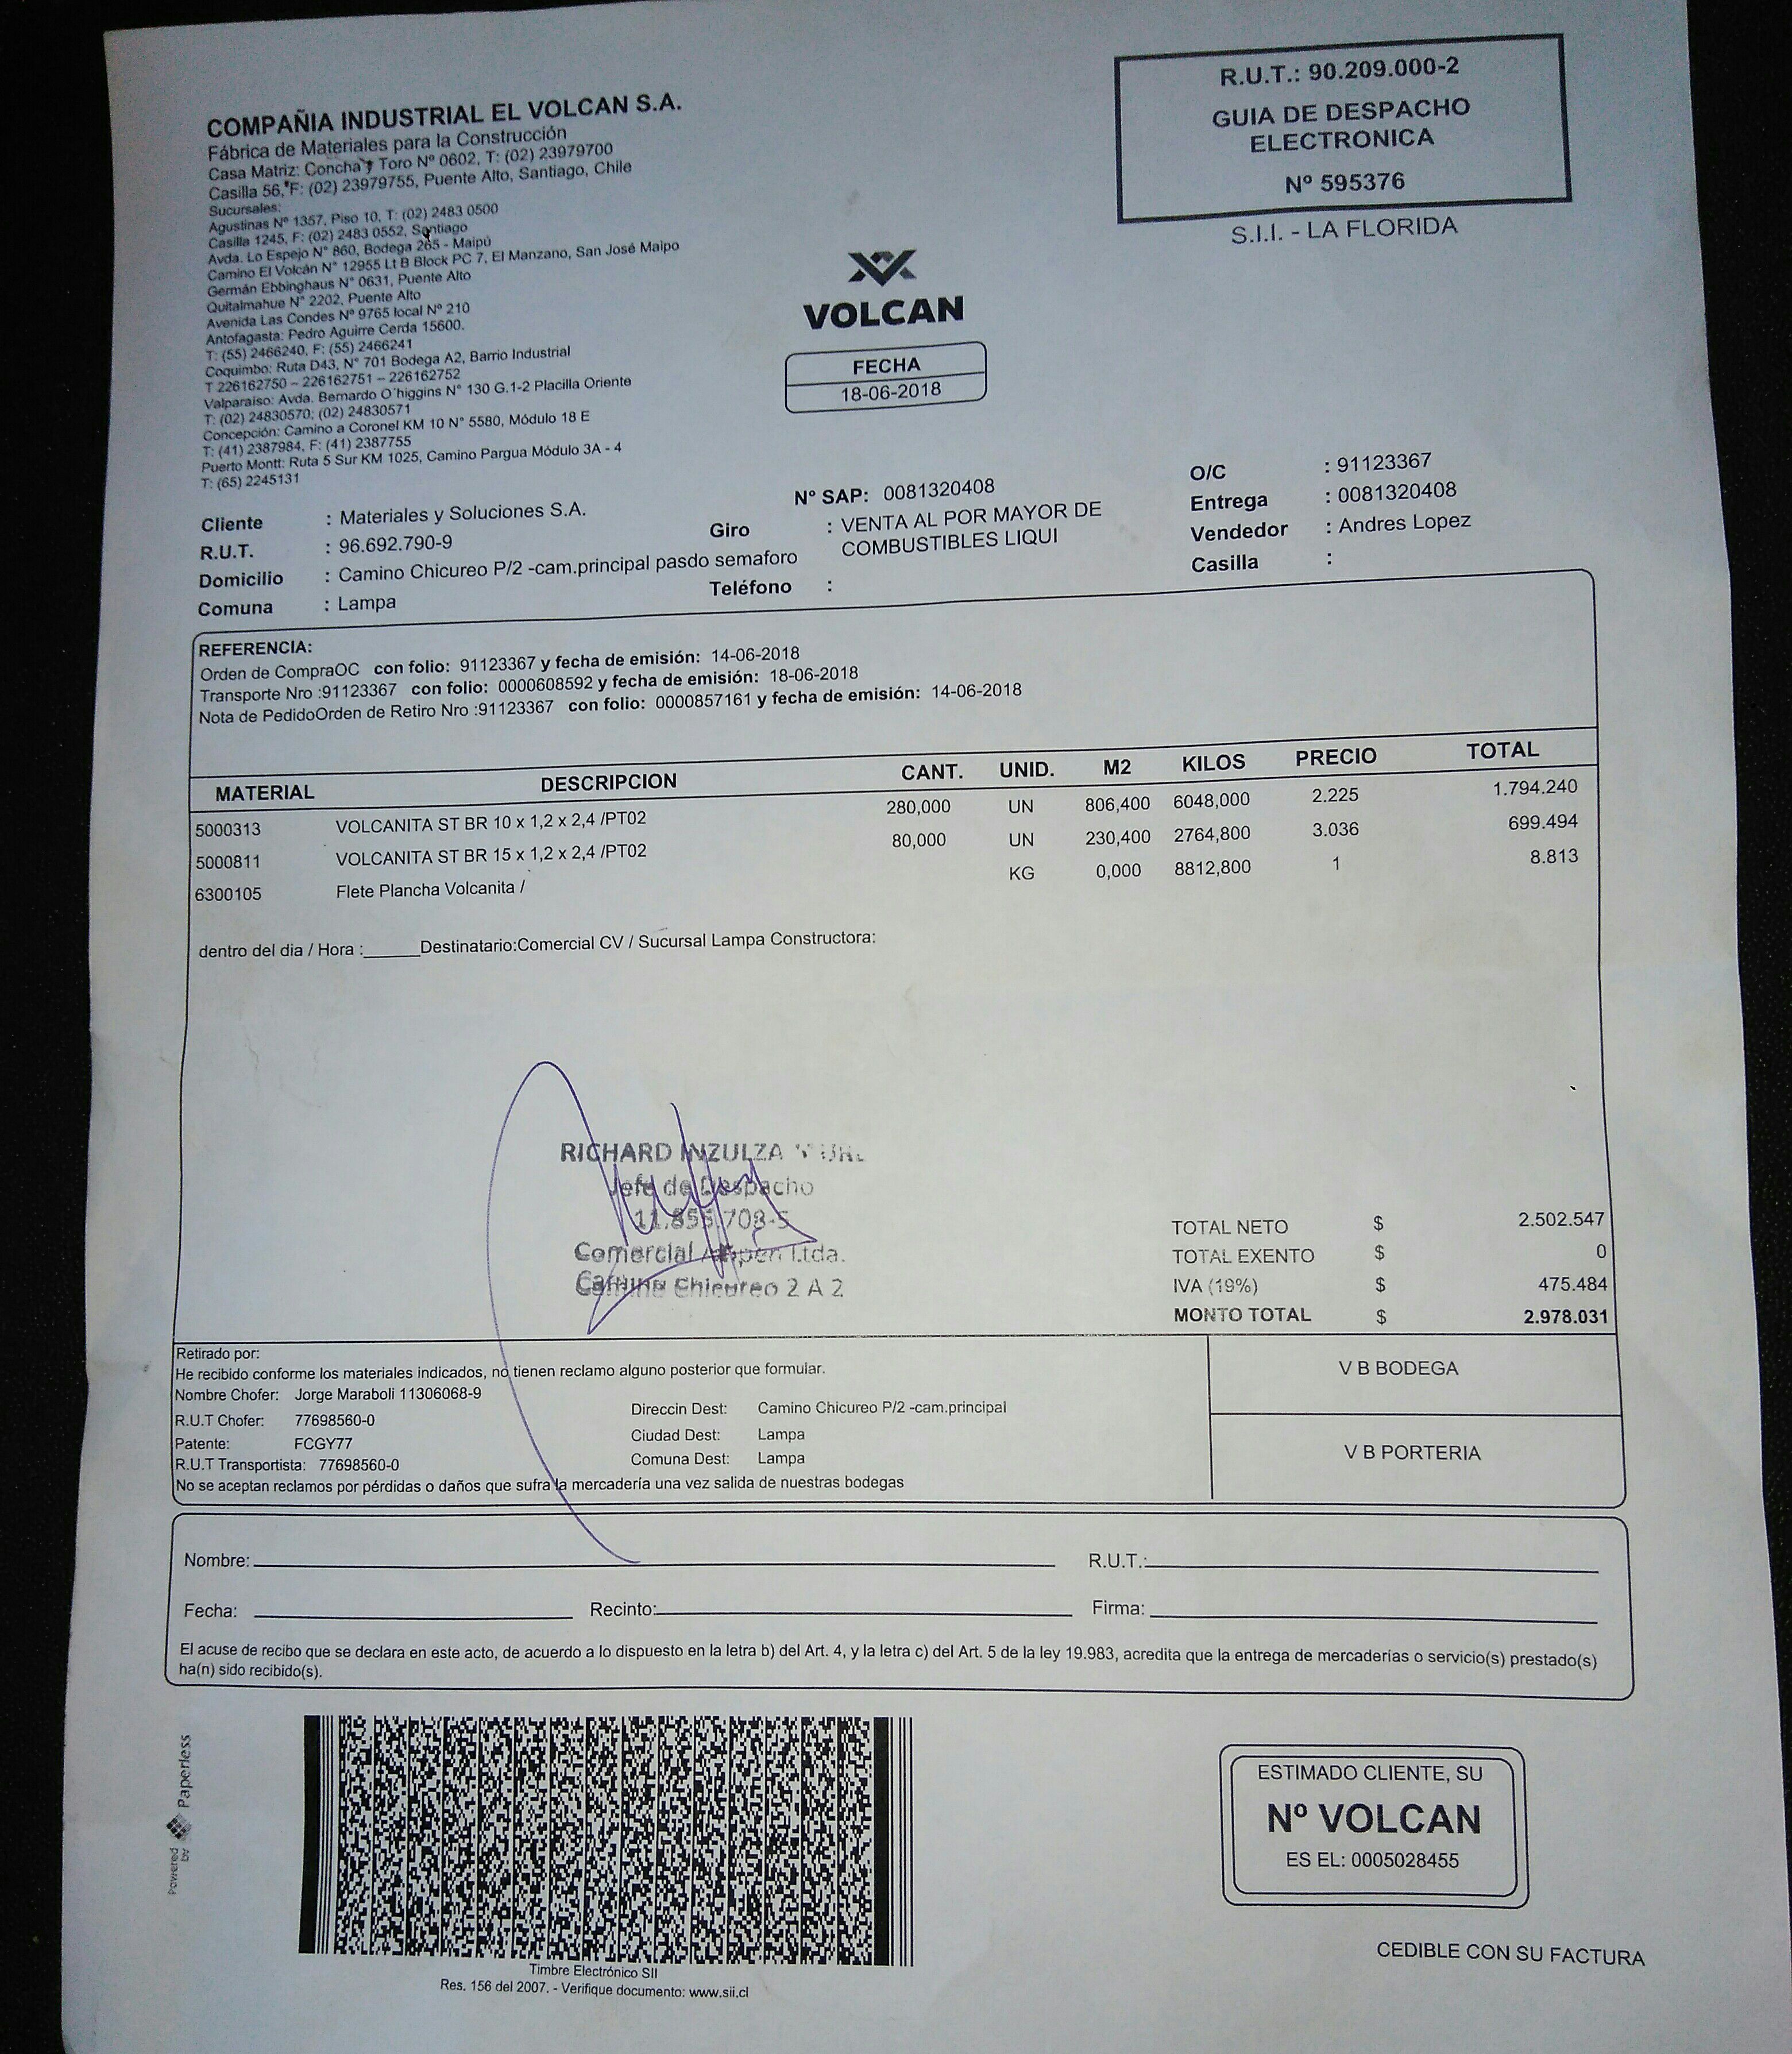 COMPAÑIA INDUSTRIAL EL VOLCAN S.A.
Fábrica de Materiales para la Construcción
Casa Matriz: Concha y Toro Nº 0602, T: (02) 23979700
Casilla 56, F: (02) 23979755, Puente Alto, Santiago, Chile
Sucursales:
Agustinas Nº 1357, Piso 10, T: (02) 2483 0500
Casilla 1245, F: (02) 2483 0552, Santiago
Avda. Lo Espejo N° 860, Bodega 265 - Maipú
Camino El Volcán N° 12955 Lt B Block PC 7, El Manzano, San José Maipo
Germán Ebbinghaus N° 0631, Puente Alto
Quitalmahue N° 2202, Puente Alto
Avenida Las Condes Nº 9765 local Nº 210
Antofagasta: Pedro Aguirre Cerda 15600.
T: (55) 2466240, F: (55) 2466241
Coquimbo: Ruta D43, N° 701 Bodega A2, Barrio Industrial
T 226162750 – 226162751 – 226162752
Valparaiso: Avda. Bernardo O´higgins N° 130 G.1-2 Placilla Oriente
T: (02) 24830570; (02) 24830571
Concepción: Camino a Coronel KM 10 N° 5580, Módulo 18 E
T: (41) 2387984, F: (41) 2387755
Puerto Montt: Ruta 5 Sur KM 1025, Camino Pargua Módulo 3A - 4
T: (65) 2245131
R.U.T.: 90.209.000-2
GUIA DE DESPACHO
ELECTRONICA
Nº 595376
S.I.I. - LA FLORIDA
VOLCAN
FECHA
18-06-2018
Nº SAP: 0081320408
O/C : 91123367
Entrega : 0081320408
Vendedor : Andres Lopez
Casilla :
Cliente : Materiales y Soluciones S.A.
R.U.T. : 96.692.790-9
Domicilio : Camino Chicureo P/2 -cam.principal pasdo semaforo
Comuna : Lampa
Giro : VENTA AL POR MAYOR DE
COMBUSTIBLES LIQUI
Teléfono :
REFERENCIA:
Orden de CompraOC con folio: 91123367 y fecha de emisión: 14-06-2018
Transporte Nro :91123367 con folio: 0000608592 y fecha de emisión: 18-06-2018
Nota de PedidoOrden de Retiro Nro :91123367 con folio: 0000857161 y fecha de emisión: 14-06-2018
MATERIAL DESCRIPCION CANT. UNID. M2 KILOS PRECIO TOTAL
5000313 VOLCANITA ST BR 10 x 1,2 x 2,4 /PT02 280,000 UN 806,400 6048,000 2.225 1.794.240
5000811 VOLCANITA ST BR 15 x 1,2 x 2,4 /PT02 80,000 UN 230,400 2764,800 3.036 699.494
6300105 Flete Plancha Volcanita / KG 0,000 8812,800 1 8.813
dentro del dia / Hora :______Destinatario:Comercial CV / Sucursal Lampa Constructora:
RICHARD INZULZA
Jefe de Despacho
Comercial Ltda.
Camino Chicureo 2 A 2
TOTAL NETO $ 2.502.547
TOTAL EXENTO $ 0
IVA (19%) $ 475.484
MONTO TOTAL $ 2.978.031
Retirado por:
He recibido conforme los materiales indicados, no tienen reclamo alguno posterior que formular.
Nombre Chofer: Jorge Maraboli 11306068-9
R.U.T Chofer: 77698560-0
Patente: FCGY77
R.U.T Transportista: 77698560-0
Direccin Dest: Camino Chicureo P/2 -cam.principal
Ciudad Dest: Lampa
Comuna Dest: Lampa
No se aceptan reclamos por pérdidas o daños que sufra la mercadería una vez salida de nuestras bodegas
V B BODEGA
V B PORTERIA
Nombre: R.U.T.:
Fecha: Recinto: Firma:
El acuse de recibo que se declara en este acto, de acuerdo a lo dispuesto en la letra b) del Art. 4, y la letra c) del Art. 5 de la ley 19.983, acredita que la entrega de mercaderías o servicio(s) prestado(s)
ha(n) sido recibido(s).
Powered by Paperless
Timbre Electrónico SII
Res. 156 del 2007. - Verifique documento: www.sii.cl
ESTIMADO CLIENTE, SU
Nº VOLCAN
ES EL: 0005028455
CEDIBLE CON SU FACTURA